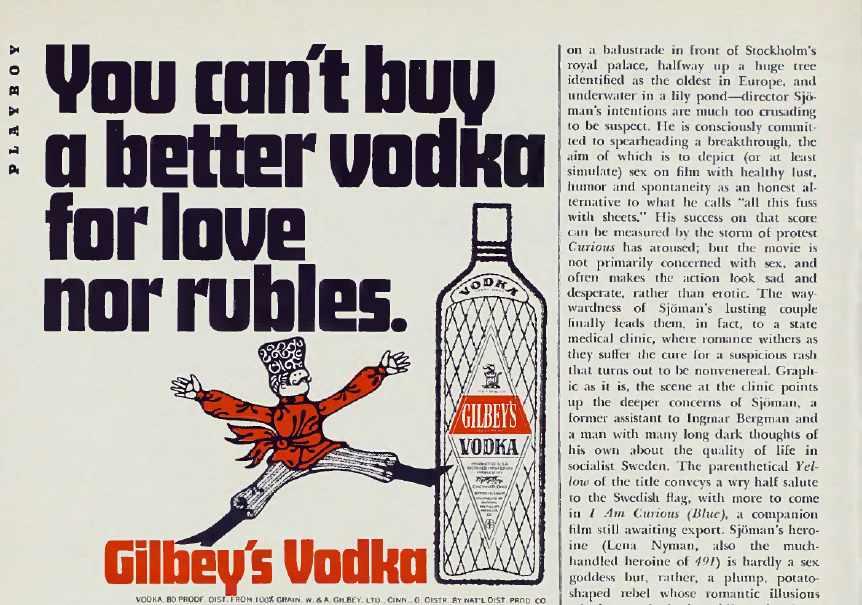 PLAYBOY
You can't buy
a better vodka
for love
nor rubles.
VODKA
GILBEY'S
VODKA
Gilbey's Vodka
VODKA. 80 PROOF. DIST. FROM 100% GRAIN. W. & A. GILBEY, LTD., CINN., O. DISTR. BY NAT'L DIST. PROD. CO.
on a balustrade in front of Stockholm's
royal palace, halfway up a huge tree
identified as the oldest in Europe, and
underwater in a lily pond—director Sjö-
man's intentions are much too crusading
to be suspect. He is consciously commit-
ted to spearheading a breakthrough, the
aim of which is to depict (or at least
simulate) sex on film with healthy lust,
humor and spontaneity as an honest al-
ternative to what he calls "all this fuss
with sheets." His success on that score
can be measured by the storm of protest
Curious has aroused; but the movie is
not primarily concerned with sex, and
often makes the action look sad and
desperate, rather than erotic. The way-
wardness of Sjöman's lusting couple
finally leads them, in fact, to a state
medical clinic, where romance withers as
they suffer the cure for a suspicious rash
that turns out to be nonvenereal. Graph-
ic as it is, the scene at the clinic points
up the deeper concerns of Sjöman, a
former assistant to Ingmar Bergman and
a man with many long dark thoughts of
his own about the quality of life in
socialist Sweden. The parenthetical Yel-
low of the title conveys a wry half salute
to the Swedish flag, with more to come
in I Am Curious (Blue), a companion
film still awaiting export. Sjöman's hero-
ine (Lena Nyman, also the much-
handled heroine of 491) is hardly a sex
goddess but, rather, a plump, potato-
shaped rebel whose romantic illusions